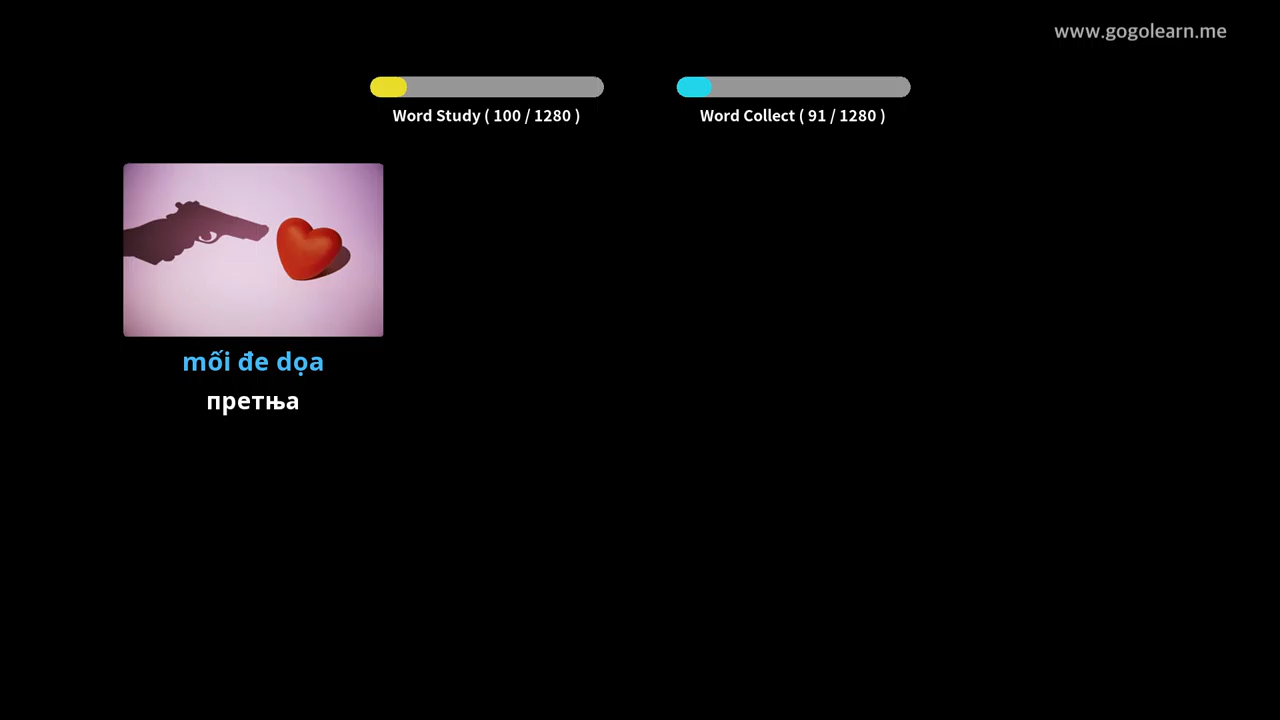 www.gogolearn.me
Word Study ( 100 / 1280 )
Word Collect ( 91 / 1280 )
mối đe dọa
претња